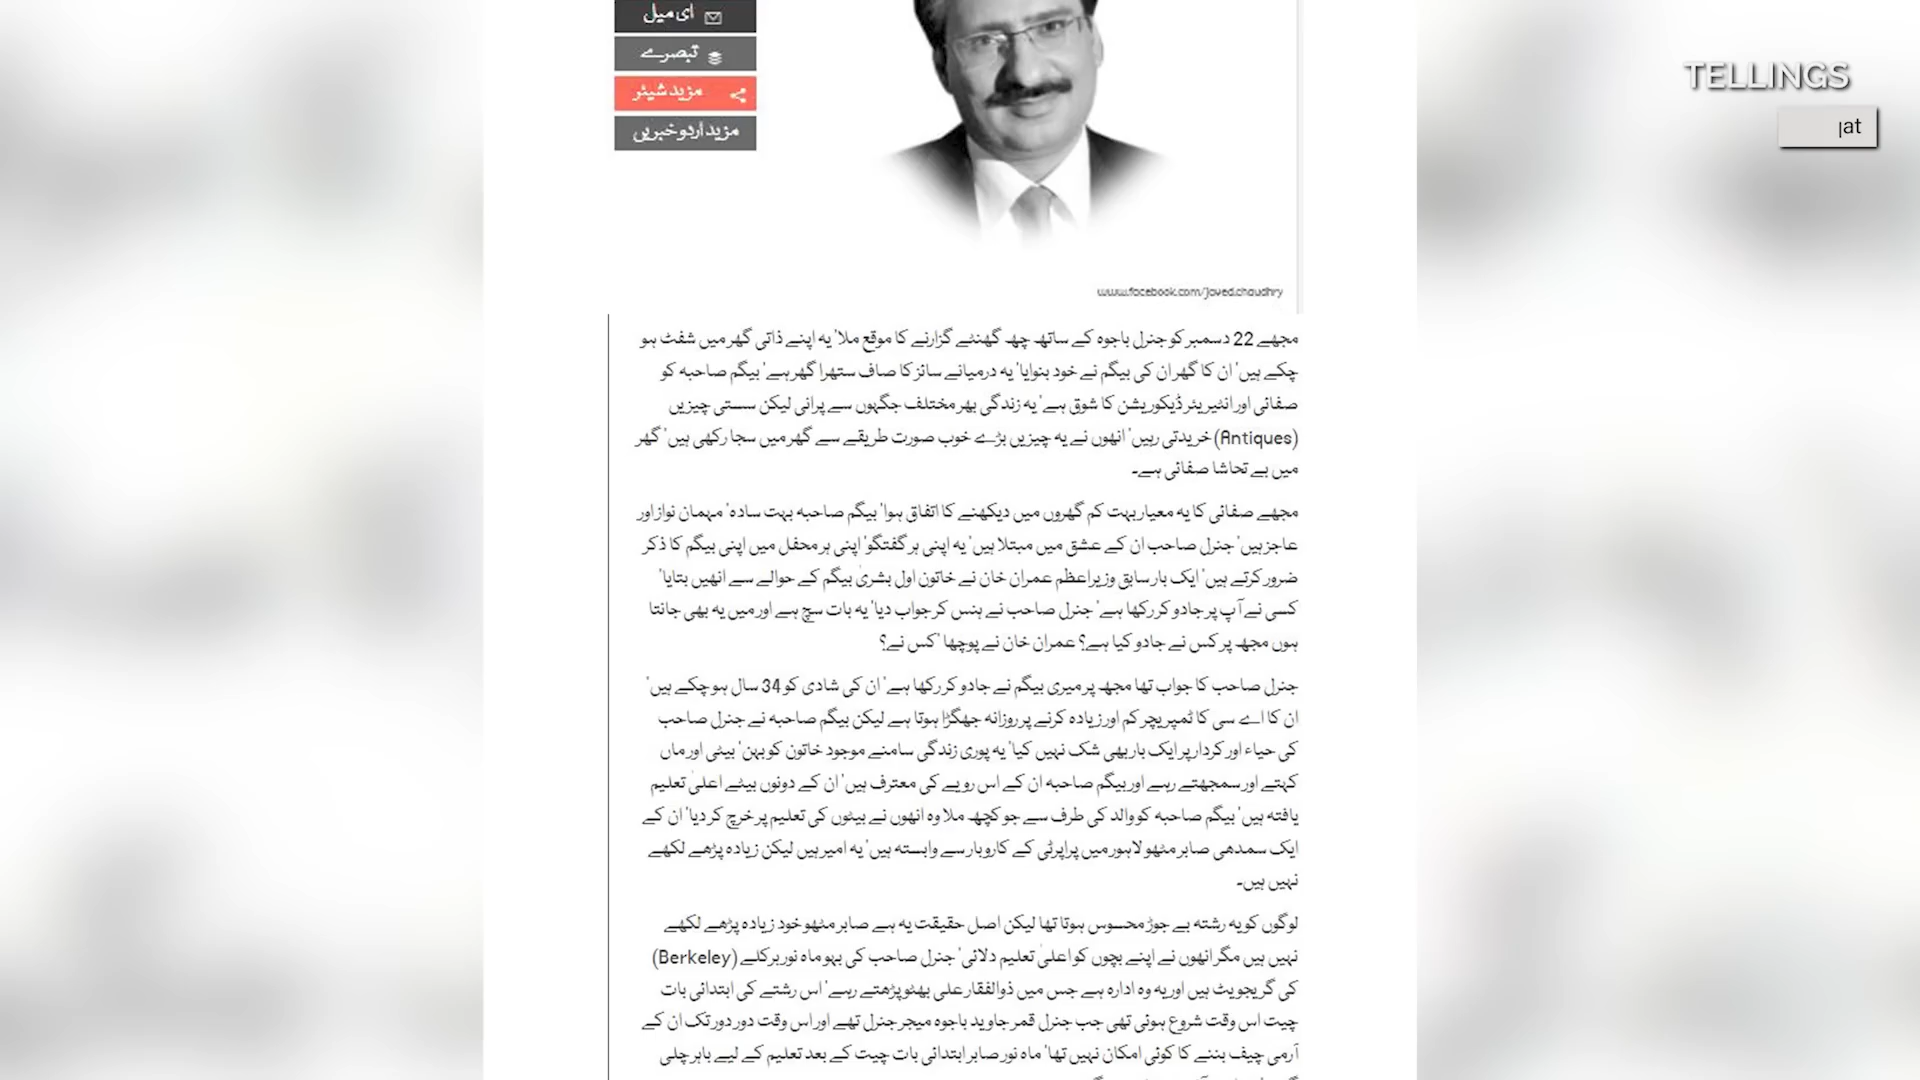 ای میل
تبصرے
مزید شیئر
مزید اردو خبریں
TELLINGS
at
www.facebook.com/javed.chaudhry
مجھے 22 دسمبر کو جنرل باجوہ کے ساتھ چھ گھنٹے گزارنے کا موقع ملا' یہ اپنے ذاتی گھر میں شفٹ ہو
چکے ہیں' ان کا گھر ان کی بیگم نے خود بنوایا' یہ درمیانے سائز کا صاف ستھرا گھر ہے' بیگم صاحبہ کو
صفائی اور انٹیریئر ڈیکوریشن کا شوق ہے' یہ زندگی بھر مختلف جگہوں سے پرانی لیکن سستی چیزیں
(Antiques) خریدتی رہیں' انھوں نے یہ چیزیں بڑے خوب صورت طریقے سے گھر میں سجا رکھی ہیں' گھر
میں بے تحاشا صفائی ہے۔
مجھے صفائی کا یہ معیار بہت کم گھروں میں دیکھنے کا اتفاق ہوا' بیگم صاحبہ بہت سادہ' مہمان نواز اور
عاجز ہیں' جنرل صاحب ان کے عشق میں مبتلا ہیں' یہ اپنی ہر گفتگو' اپنی ہر محفل میں اپنی بیگم کا ذکر
ضرور کرتے ہیں' ایک بار سابق وزیراعظم عمران خان نے خاتون اول بشریٰ بیگم کے حوالے سے انھیں بتایا'
کسی نے آپ پر جادو کر رکھا ہے' جنرل صاحب نے ہنس کر جواب دیا' یہ بات سچ ہے اور میں یہ بھی جانتا
ہوں مجھ پر کس نے جادو کیا ہے؟ عمران خان نے پوچھا 'کس نے؟
جنرل صاحب کا جواب تھا مجھ پر میری بیگم نے جادو کر رکھا ہے' ان کی شادی کو 34 سال ہو چکے ہیں'
ان کا اے سی کا ٹمپریچر کم اور زیادہ کرنے پر روزانہ جھگڑا ہوتا ہے لیکن بیگم صاحبہ نے جنرل صاحب
کی حیاء اور کردار پر ایک بار بھی شک نہیں کیا' یہ پوری زندگی سامنے موجود خاتون کو بہن' بیٹی اور ماں
کہتے اور سمجھتے رہے اور بیگم صاحبہ ان کے اس رویے کی معترف ہیں' ان کے دونوں بیٹے اعلیٰ تعلیم
یافتہ ہیں' بیگم صاحبہ کو والد کی طرف سے جو کچھ ملا وہ انھوں نے بیٹوں کی تعلیم پر خرچ کر دیا' ان کے
ایک سمدھی صابر مٹھو لاہور میں پراپرٹی کے کاروبار سے وابستہ ہیں' یہ امیر ہیں لیکن زیادہ پڑھے لکھے
نہیں ہیں۔
لوگوں کو یہ رشتہ بے جوڑ محسوس ہوتا تھا لیکن اصل حقیقت یہ ہے صابر مٹھو خود زیادہ پڑھے لکھے
نہیں ہیں مگر انھوں نے اپنے بچوں کو اعلیٰ تعلیم دلائی' جنرل صاحب کی بہو ماہ نور برکلے (Berkeley)
کی گریجویٹ ہیں اور یہ وہ ادارہ ہے جس میں ذوالفقار علی بھٹو پڑھتے رہے' اس رشتے کی ابتدائی بات
چیت اس وقت شروع ہوئی تھی جب جنرل قمر جاوید باجوہ میجر جنرل تھے اور اس وقت دور دور تک ان کے
آرمی چیف بننے کا کوئی امکان نہیں تھا' ماہ نور صابر ابتدائی بات چیت کے بعد تعلیم کے لیے باہر چلی